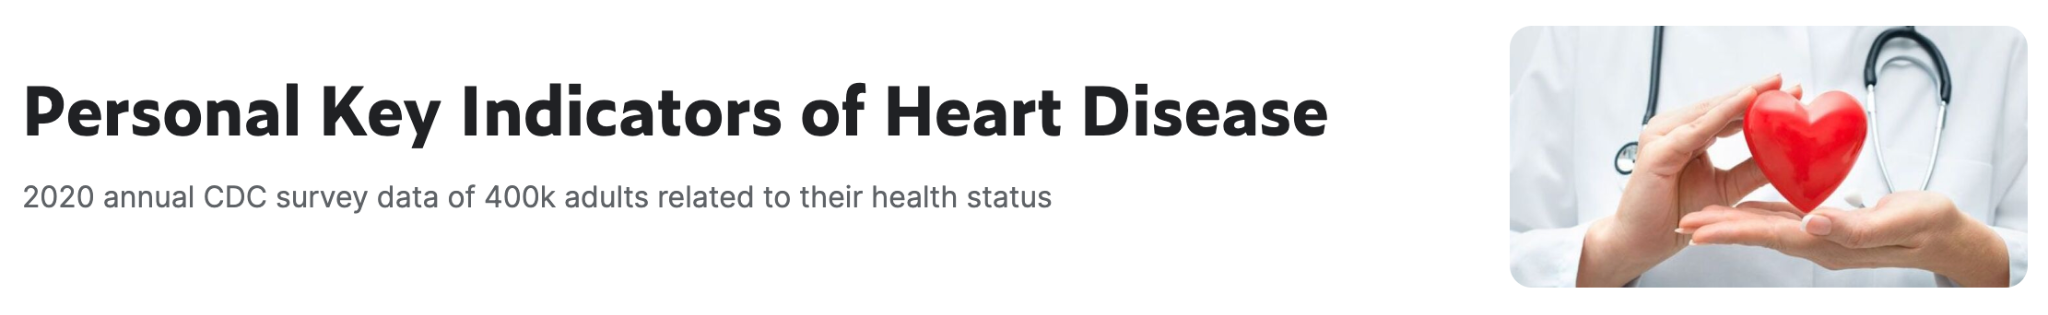 Personal Key Indicators of Heart Disease
2020 annual CDC survey data of 400k adults related to their health status